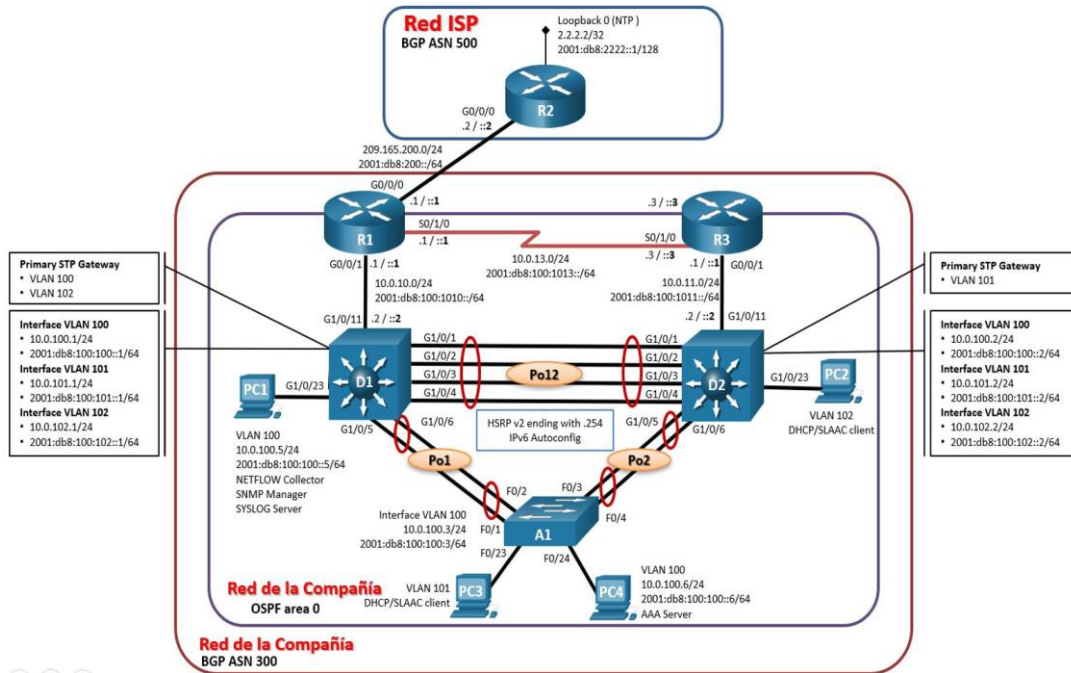 Red ISP
BGP ASN 500
Loopback 0 (NTP )
2.2.2.2/32
2001:db8:2222::1/128
R2
G0/0/0
.2 / ::2
209.165.200.0/24
2001:db8:200::/64
G0/0/0
.1 / ::1
R1
S0/1/0
.1 / ::1
.3 / ::3
R3
S0/1/0
.3 / ::3
10.0.13.0/24
2001:db8:100:1013::/64
G0/0/1
.1 / ::1
10.0.10.0/24
2001:db8:100:1010::/64
.2 / ::2
G1/0/11
.1 / ::1
G0/0/1
10.0.11.0/24
2001:db8:100:1011::/64
.2 / ::2
G1/0/11
Primary STP Gateway
• VLAN 100
• VLAN 102
Interface VLAN 100
• 10.0.100.1/24
• 2001:db8:100:100::1/64
Interface VLAN 101
• 10.0.101.1/24
• 2001:db8:100:101::1/64
Interface VLAN 102
• 10.0.102.1/24
• 2001:db8:100:102::1/64
Primary STP Gateway
• VLAN 101
Interface VLAN 100
• 10.0.100.2/24
• 2001:db8:100:100::2/64
Interface VLAN 101
• 10.0.101.2/24
• 2001:db8:100:101::2/64
Interface VLAN 102
• 10.0.102.2/24
• 2001:db8:100:102::2/64
D1
G1/0/1
G1/0/2
G1/0/3
G1/0/4
Po12
G1/0/1
G1/0/2
G1/0/3
G1/0/4
D2
PC1
G1/0/23
VLAN 100
10.0.100.5/24
2001:db8:100:100::5/64
NETFLOW Collector
SNMP Manager
SYSLOG Server
G1/0/23
PC2
VLAN 102
DHCP/SLAAC client
G1/0/5
G1/0/6
HSRP v2 ending with .254
IPv6 Autoconfig
G1/0/5
G1/0/6
Po1
Po2
F0/2
F0/1
F0/3
F0/4
Interface VLAN 100
10.0.100.3/24
2001:db8:100:100:3/64
A1
F0/23
F0/24
VLAN 101
DHCP/SLAAC client
PC3
PC4
VLAN 100
10.0.100.6/24
2001:db8:100:100::6/64
AAA Server
Red de la Compañía
OSPF area 0
Red de la Compañía
BGP ASN 300